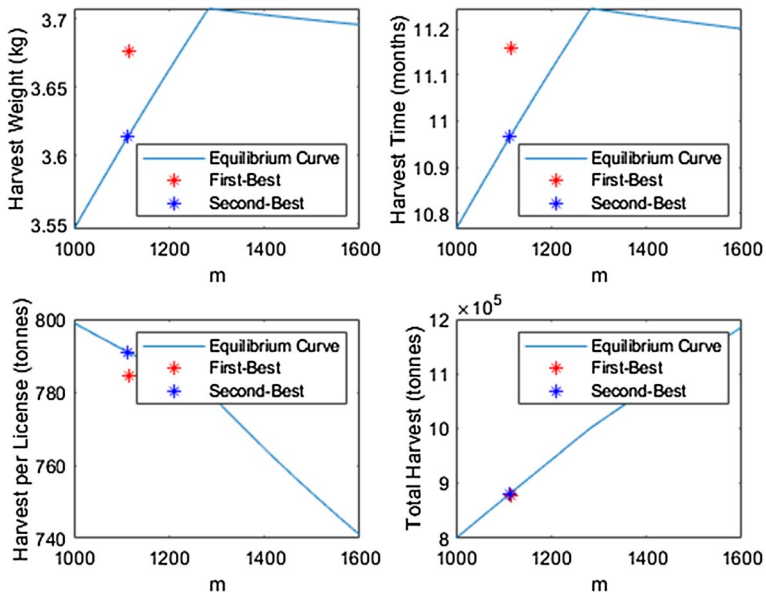 Harvest Weight (kg)
3.7
3.65
3.6
3.55
1000 1200 1400 1600
m
Equilibrium Curve
First-Best
Second-Best
Harvest Time (months)
11.2
11.1
11
10.9
10.8
1000 1200 1400 1600
m
Equilibrium Curve
First-Best
Second-Best
Harvest per License (tonnes)
800
780
760
740
1000 1200 1400 1600
m
Equilibrium Curve
First-Best
Second-Best
Total Harvest (tonnes)
×10⁵
12
11
10
9
8
1000 1200 1400 1600
m
Equilibrium Curve
First-Best
Second-Best